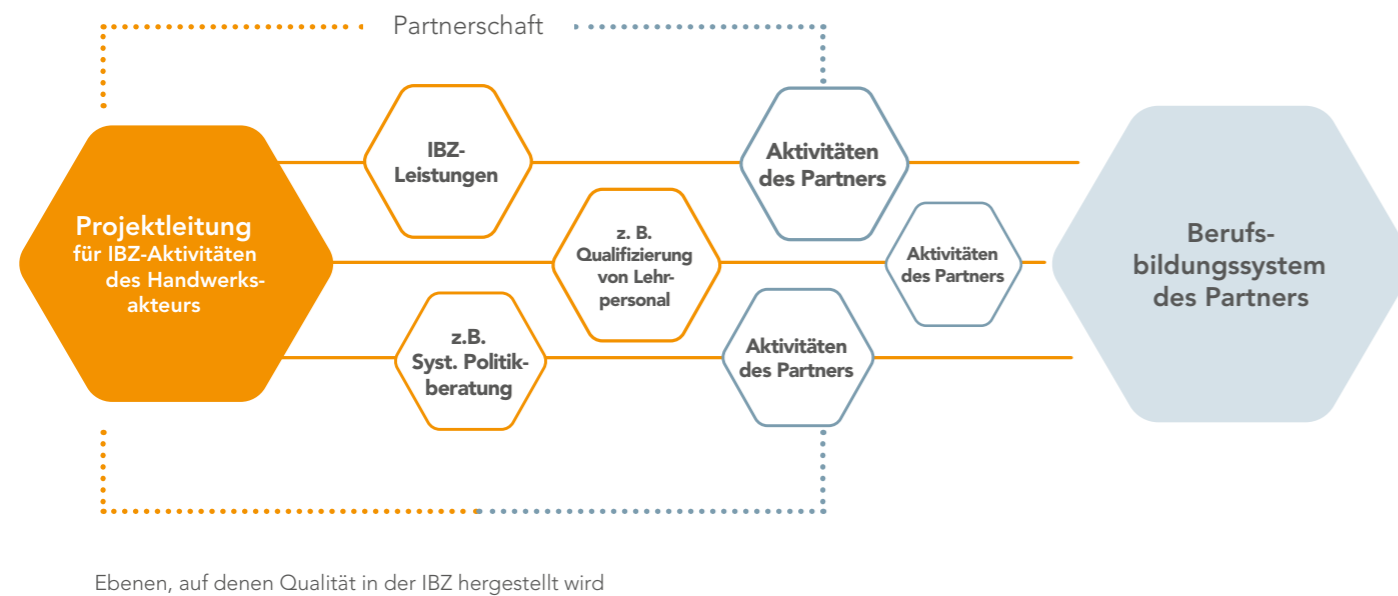 Partnerschaft
IBZ-
Leistungen
Aktivitäten
des Partners
Projektleitung
für IBZ-Aktivitäten
des Handwerks-
akteurs
z. B.
Qualifizierung
von Lehr-
personal
Aktivitäten
des Partners
Berufs-
bildungssystem
des Partners
z.B.
Syst. Politik-
beratung
Aktivitäten
des Partners
Ebenen, auf denen Qualität in der IBZ hergestellt wird